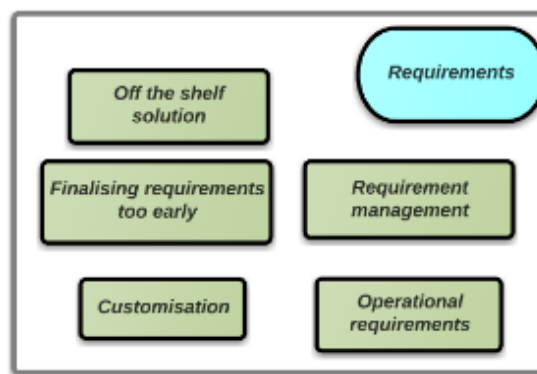 Requirements
Off the shelf
solution
Finalising requirements
too early
Requirement
management
Customisation
Operational
requirements